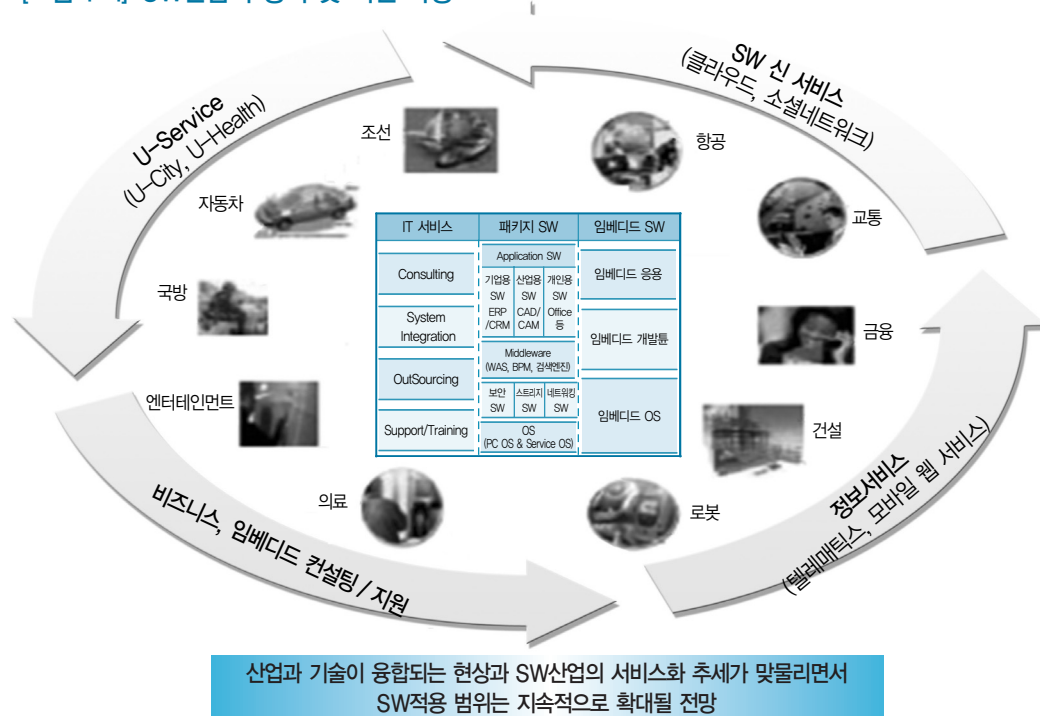 SW 신 서비스
(클라우드, 소셜네트워크)
U-Service
(U-City, U-Health)
조선
항공
자동차
교통
국방
금융
엔터테인먼트
건설
의료
로봇
IT 서비스
패키지 SW
임베디드 SW
Consulting
System
Integration
OutSourcing
Support/Training
Application SW
기업용
SW
ERP
/CRM
산업용
SW
CAD/
CAM
개인용
SW
Office
등
Middleware
(WAS, BPM, 검색엔진)
보안
SW
스트리지
SW
네트워킹
SW
OS
(PC OS & Service OS)
임베디드 응용
임베디드 개발툴
임베디드 OS
비즈니스, 임베디드 컨설팅 / 지원
정보서비스
(텔레매틱스, 모바일 웹 서비스)
산업과 기술이 융합되는 현상과 SW산업의 서비스화 추세가 맞물리면서
SW적용 범위는 지속적으로 확대될 전망